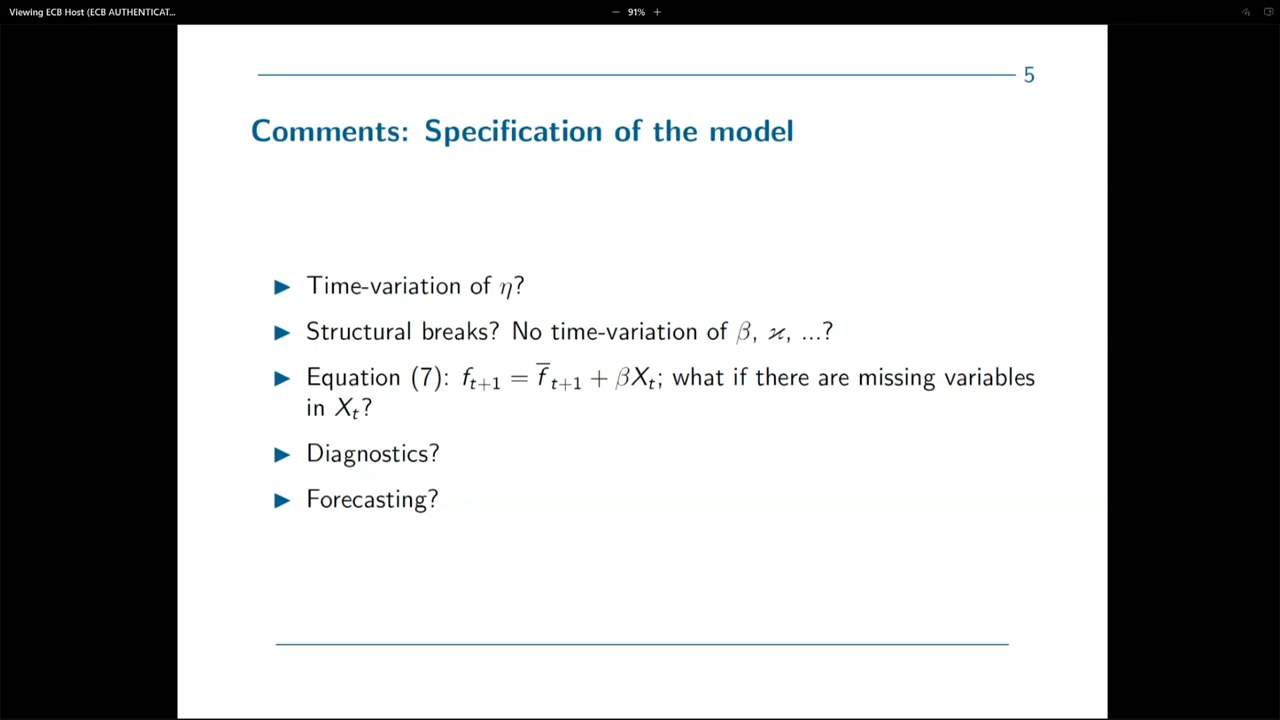 Viewing ECB Host (ECB AUTHENTICAT...
− 91% +
5
Comments: Specification of the model
▶ Time-variation of η?
▶ Structural breaks? No time-variation of β, ϰ, ...?
▶ Equation (7): f_{t+1} = f̅_{t+1} + βX_t; what if there are missing variables
in X_t?
▶ Diagnostics?
▶ Forecasting?